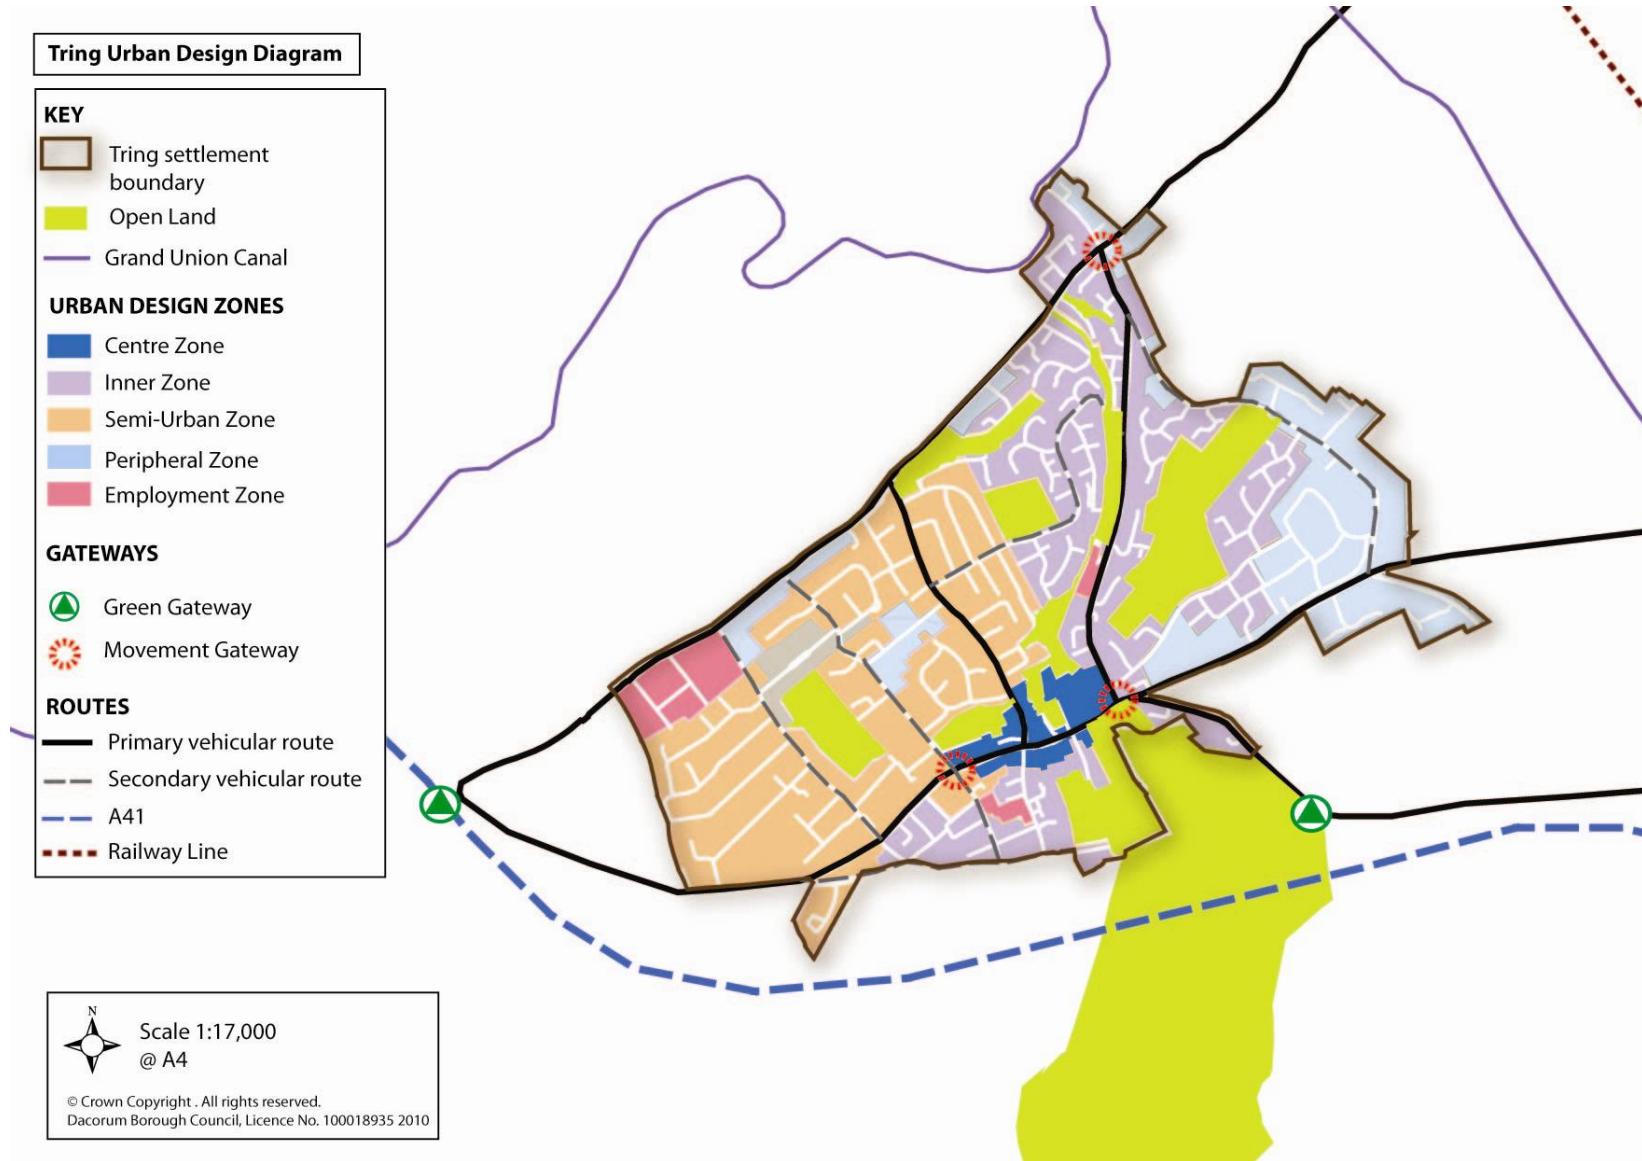 Tring Urban Design Diagram
KEY
Tring settlement
boundary
Open Land
Grand Union Canal
URBAN DESIGN ZONES
Centre Zone
Inner Zone
Semi-Urban Zone
Peripheral Zone
Employment Zone
GATEWAYS
Green Gateway
Movement Gateway
ROUTES
Primary vehicular route
Secondary vehicular route
A41
Railway Line
N
Scale 1:17,000
@ A4
© Crown Copyright . All rights reserved.
Dacorum Borough Council, Licence No. 100018935 2010